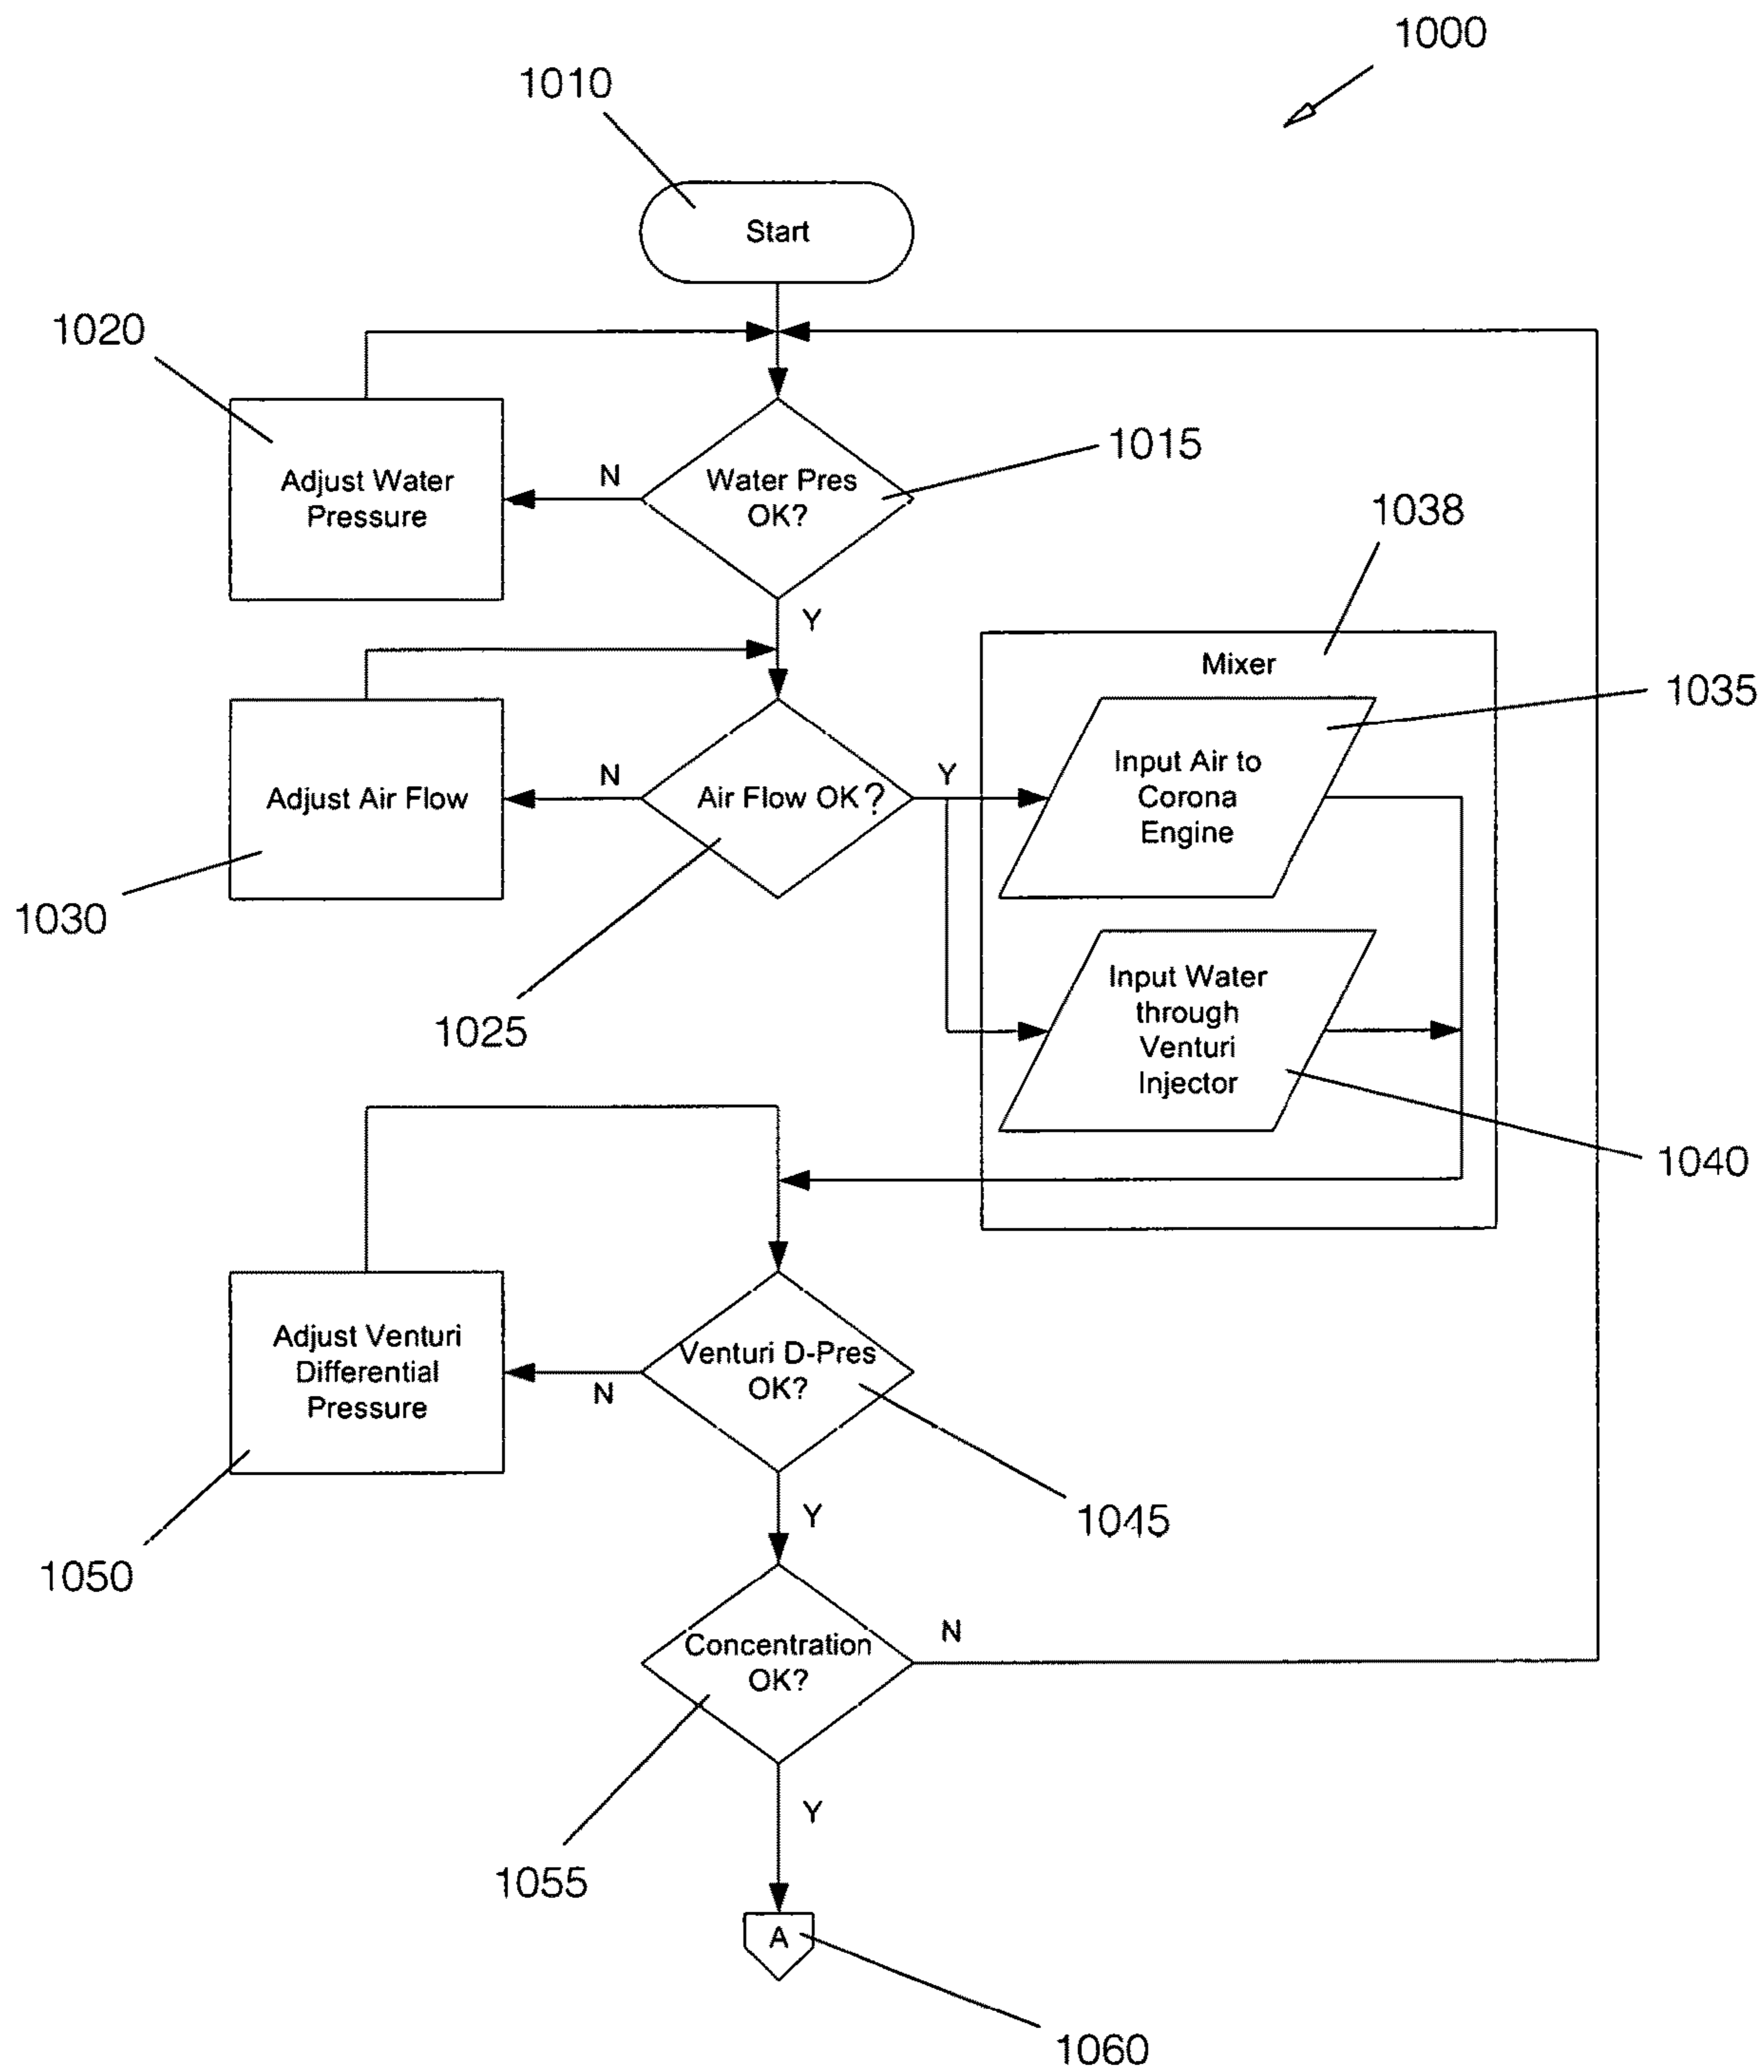 1000
1010
Start
1020
Adjust Water
Pressure
N
Water Pres
OK?
1015
1038
Y
Mixer
1035
Adjust Air Flow
N
Air Flow OK?
Y
Input Air to
Corona
Engine
1030
1025
Input Water
through
Venturi
Injector
1040
Adjust Venturi
Differential
Pressure
N
Venturi D-Pres
OK?
1045
1050
Y
Concentration
OK?
N
1055
Y
A
1060